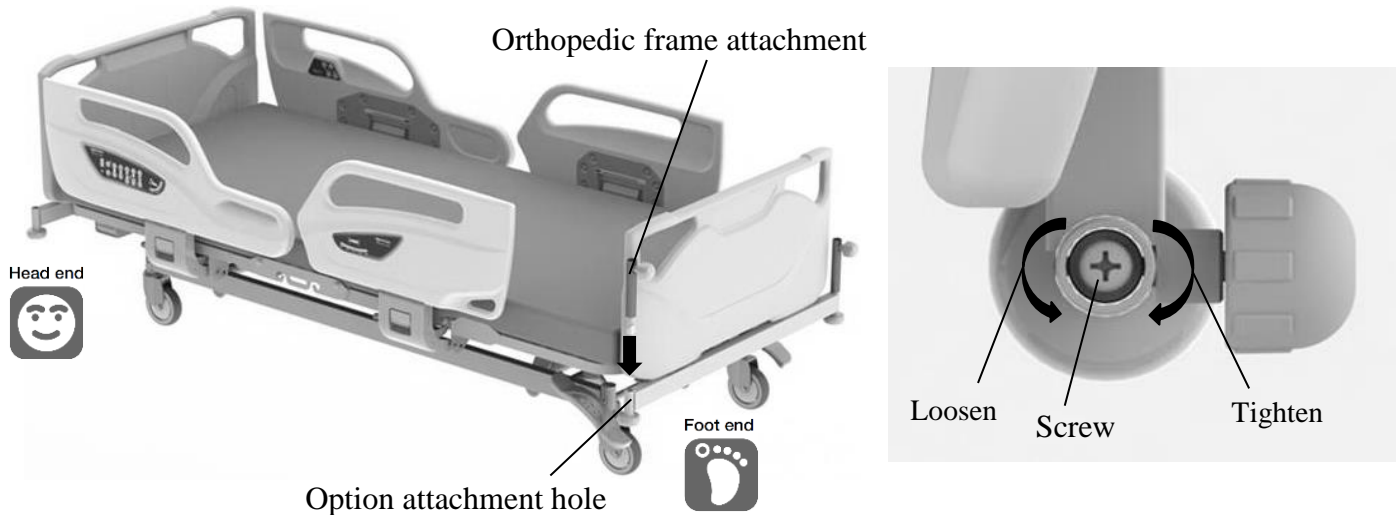 Orthopedic frame attachment
Head end
Foot end
Option attachment hole
Loosen
Screw
Tighten